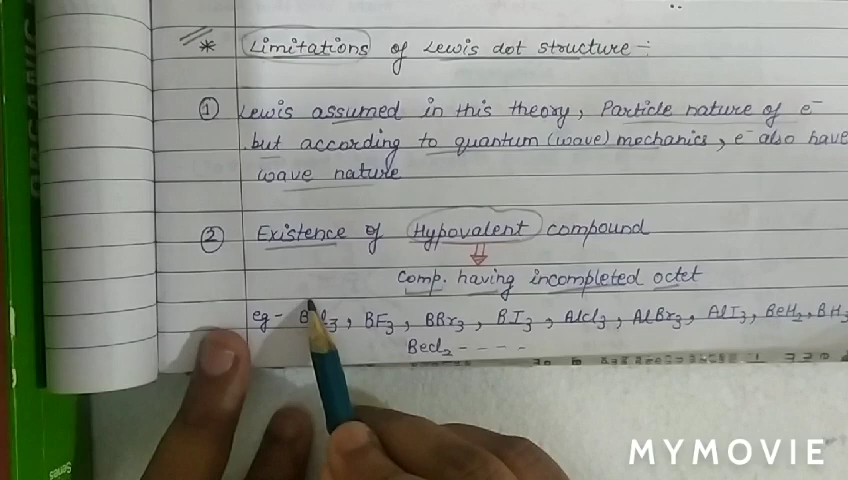 * Limitations of Lewis dot structure :-
① Lewis assumed in this theory, Particle nature of e⁻
but according to quantum (wave) mechanics, e⁻ also have
wave nature
② Existence of Hypovalent compound
Comp. having incompleted octet
eg - BF₃, BBr₃, BI₃, AlCl₃, AlBr₃, AlI₃, BeH₂, BH₃
BeCl₂ - - - -
Series
MYMOVIE